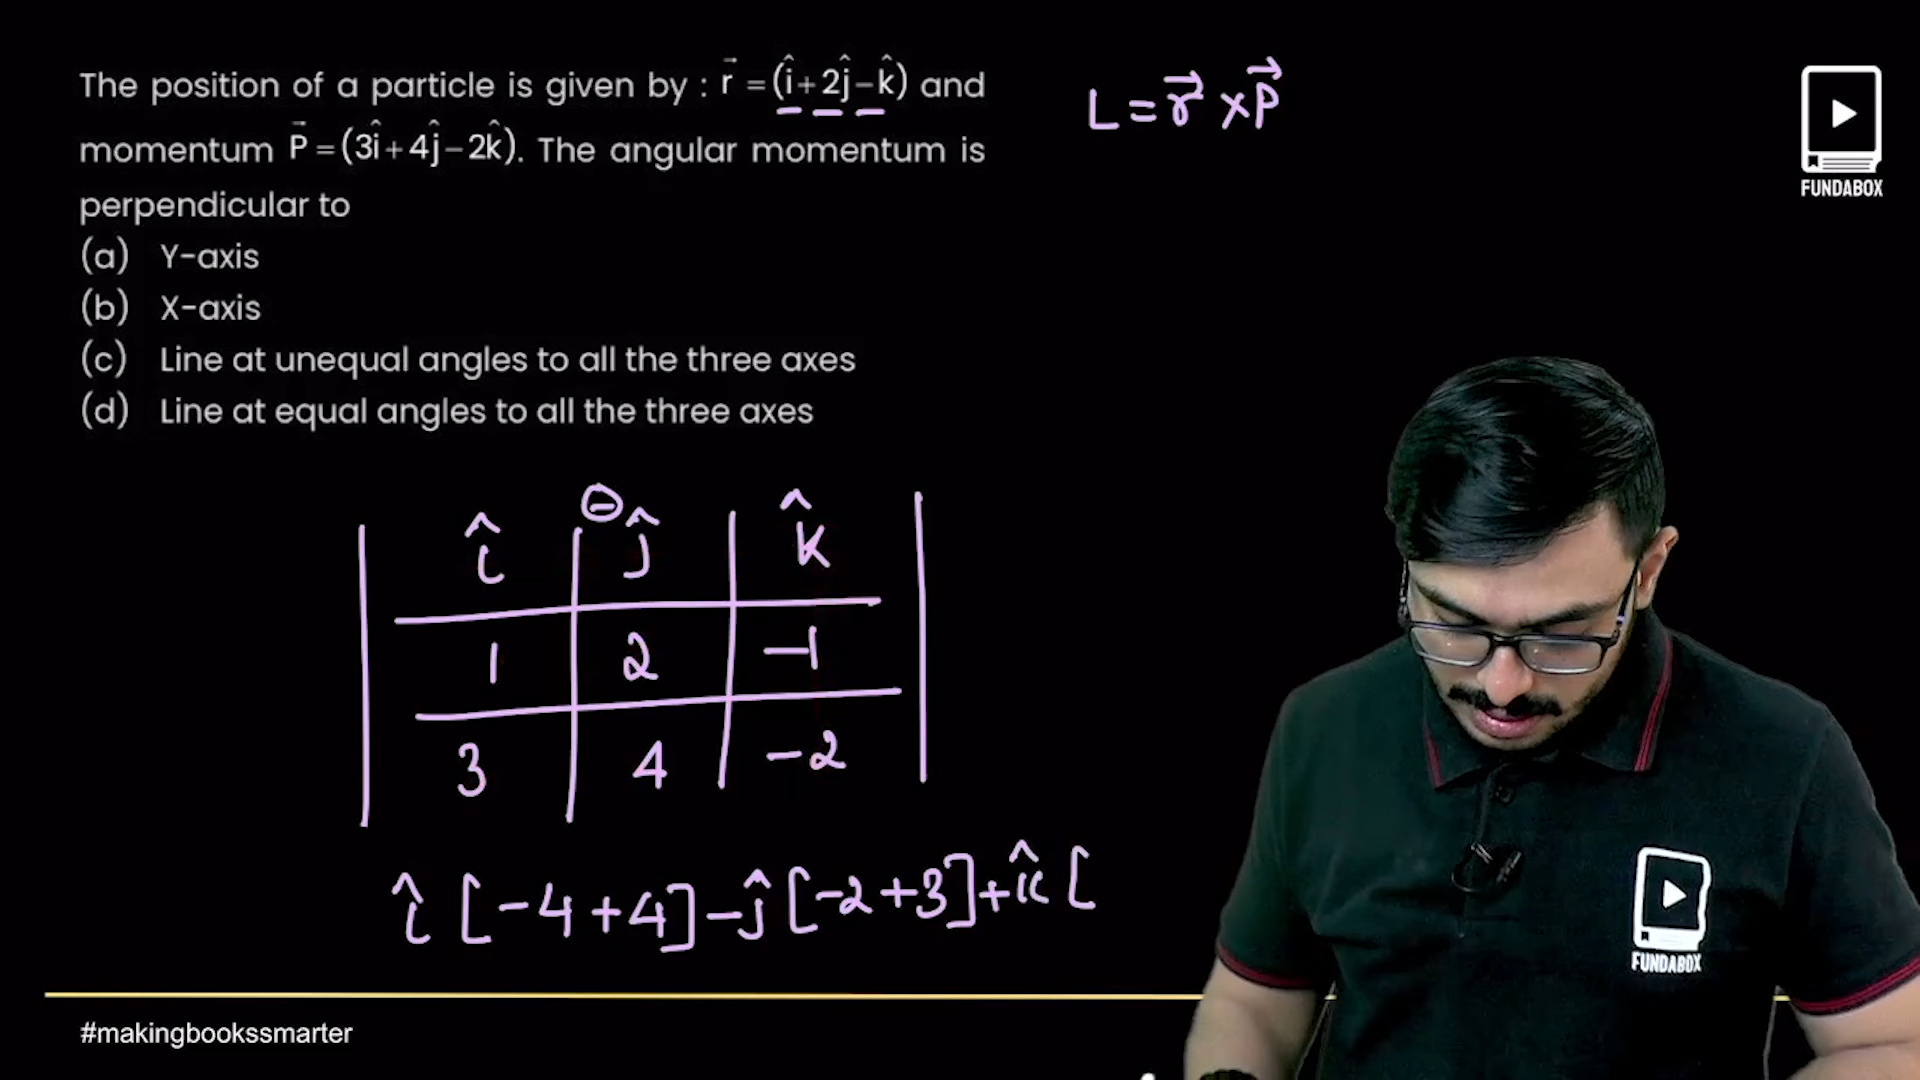 The position of a particle is given by : r⃗ = (î + 2ĵ – k̂) and
momentum P⃗ = (3î + 4ĵ – 2k̂). The angular momentum is
perpendicular to
(a) Y-axis
(b) X-axis
(c) Line at unequal angles to all the three axes
(d) Line at equal angles to all the three axes
L = r⃗ × P⃗
FUNDABOX
⊖
î ĵ k̂
1 2 –1
3 4 –2
î [–4+4] – ĵ [–2+3] + k̂ [
FUNDABOX
#makingbookssmarter